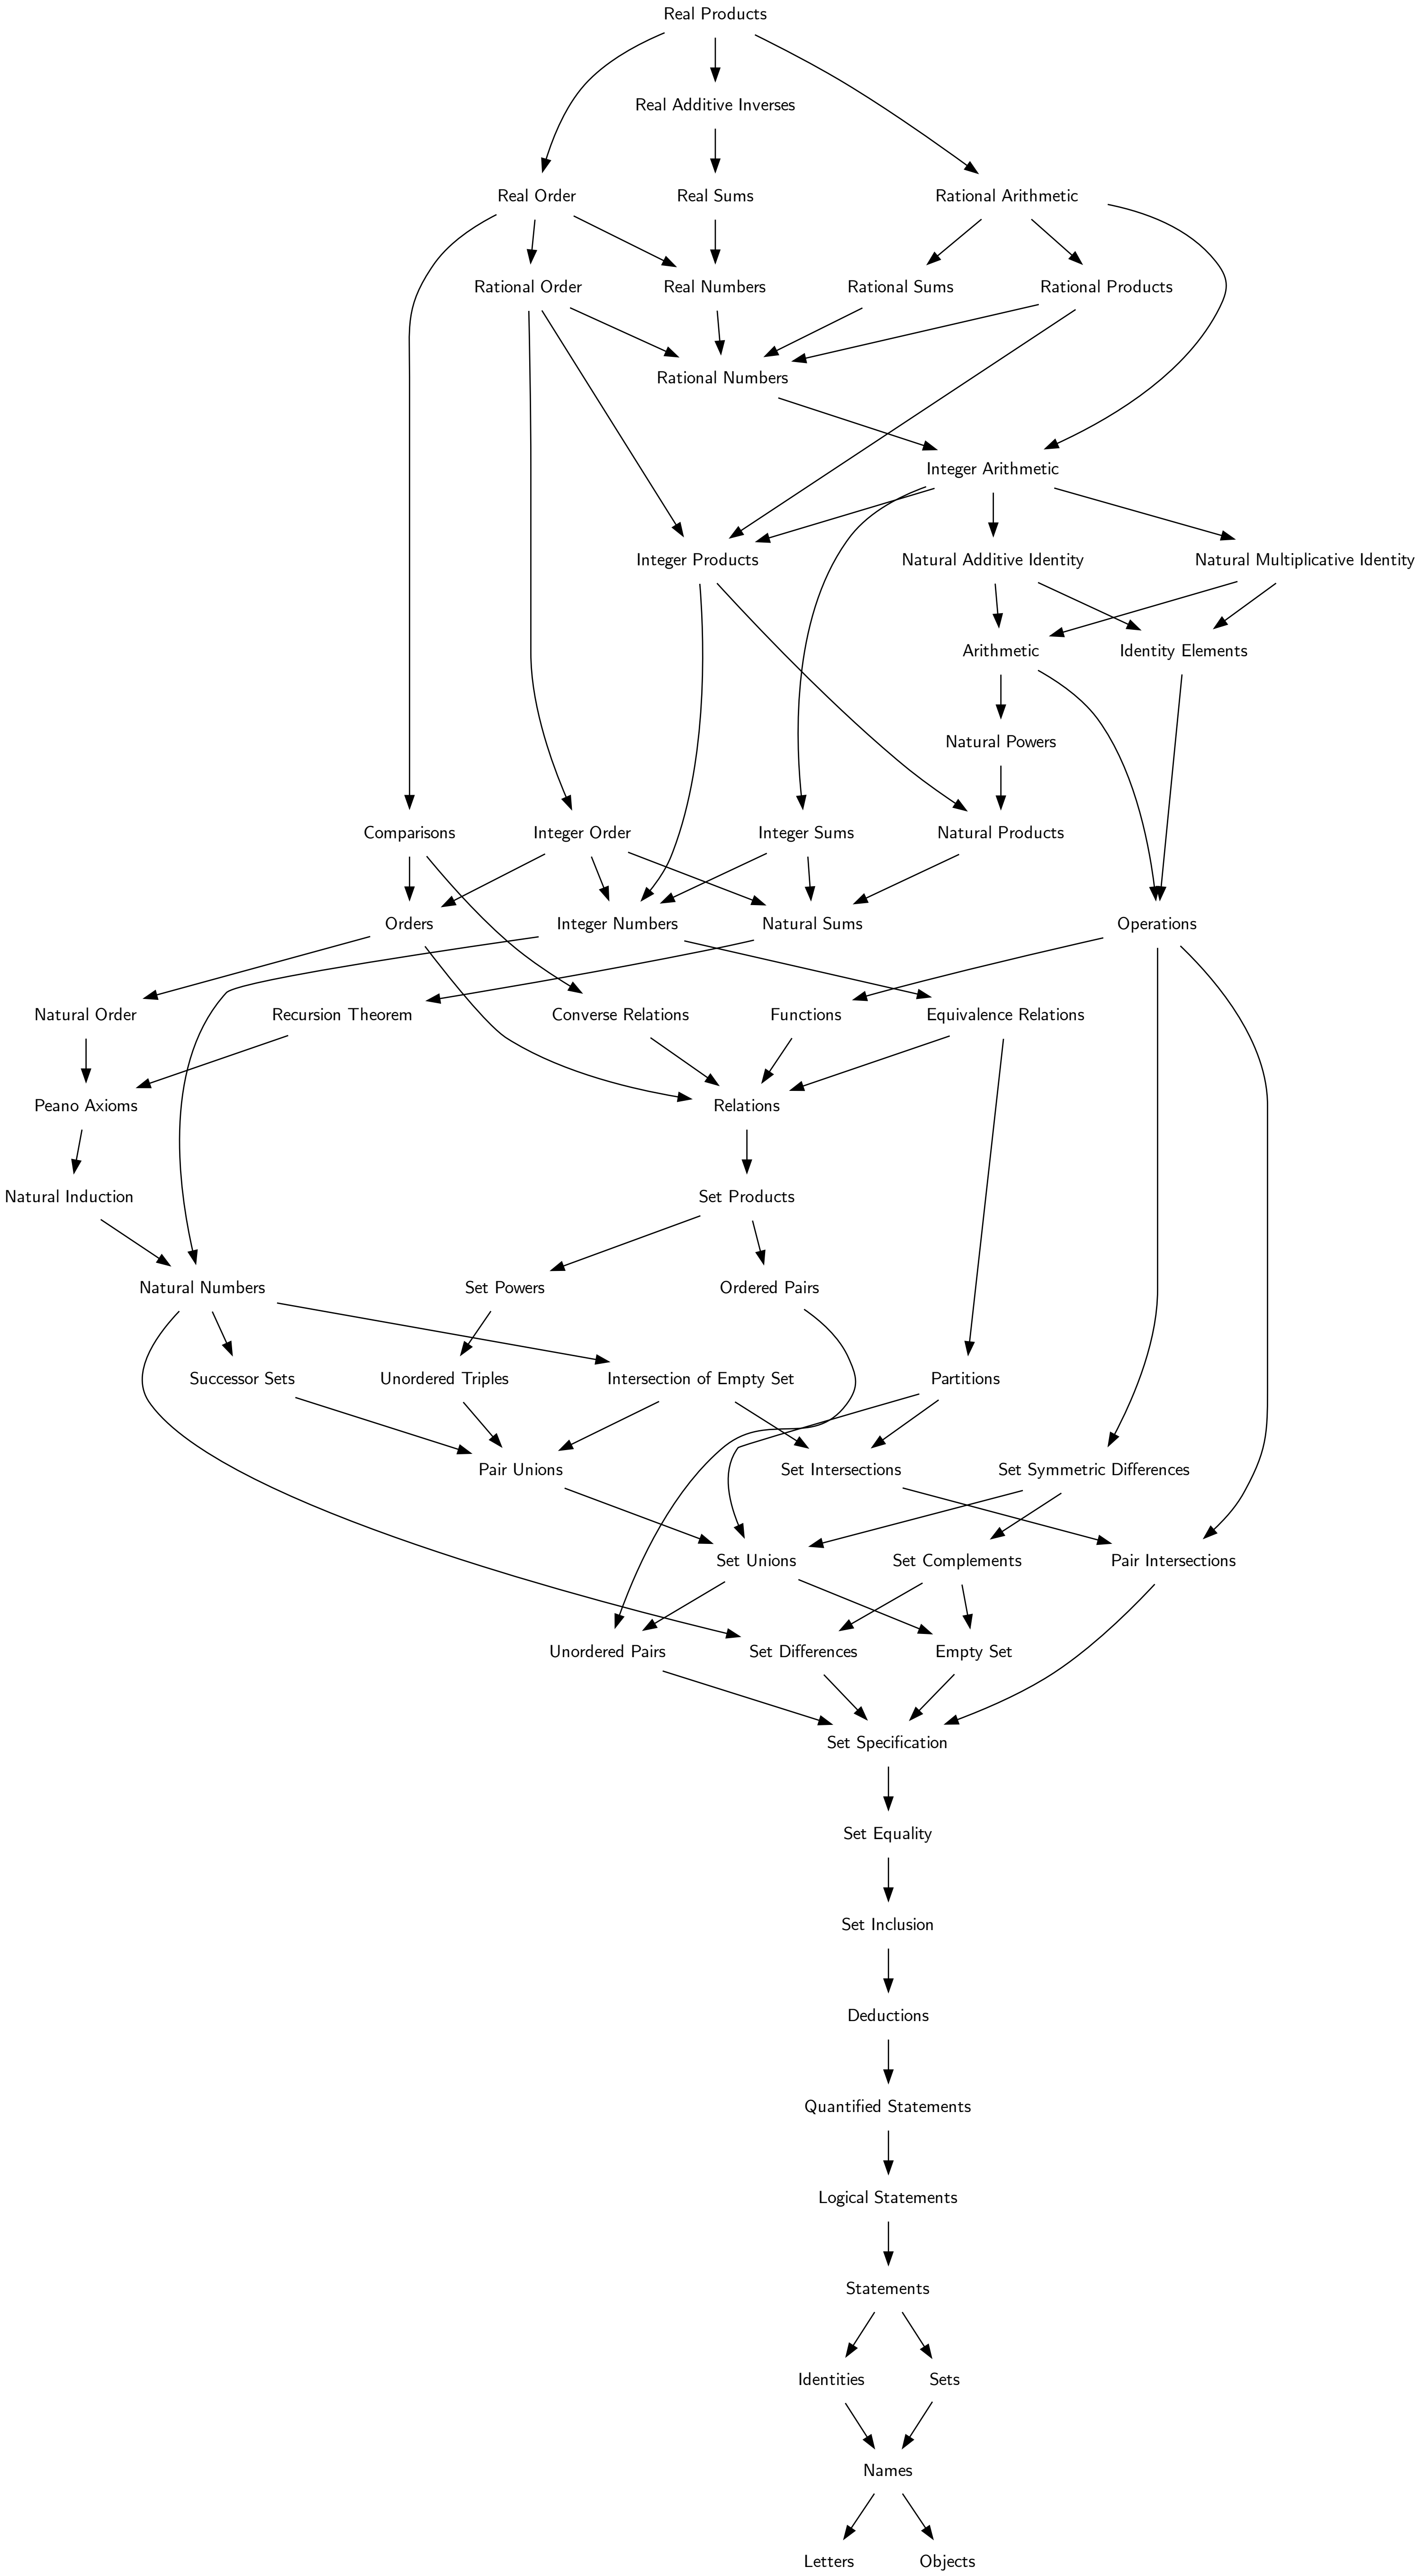 Real Products
Real Additive Inverses
Real Order
Real Sums
Rational Arithmetic
Rational Order
Real Numbers
Rational Sums
Rational Products
Rational Numbers
Integer Arithmetic
Integer Products
Natural Additive Identity
Natural Multiplicative Identity
Arithmetic
Identity Elements
Natural Powers
Comparisons
Integer Order
Integer Sums
Natural Products
Orders
Integer Numbers
Natural Sums
Operations
Natural Order
Recursion Theorem
Converse Relations
Functions
Equivalence Relations
Peano Axioms
Relations
Natural Induction
Set Products
Natural Numbers
Set Powers
Ordered Pairs
Successor Sets
Unordered Triples
Intersection of Empty Set
Partitions
Pair Unions
Set Intersections
Set Symmetric Differences
Set Unions
Set Complements
Pair Intersections
Unordered Pairs
Set Differences
Empty Set
Set Specification
Set Equality
Set Inclusion
Deductions
Quantified Statements
Logical Statements
Statements
Identities
Sets
Names
Letters
Objects